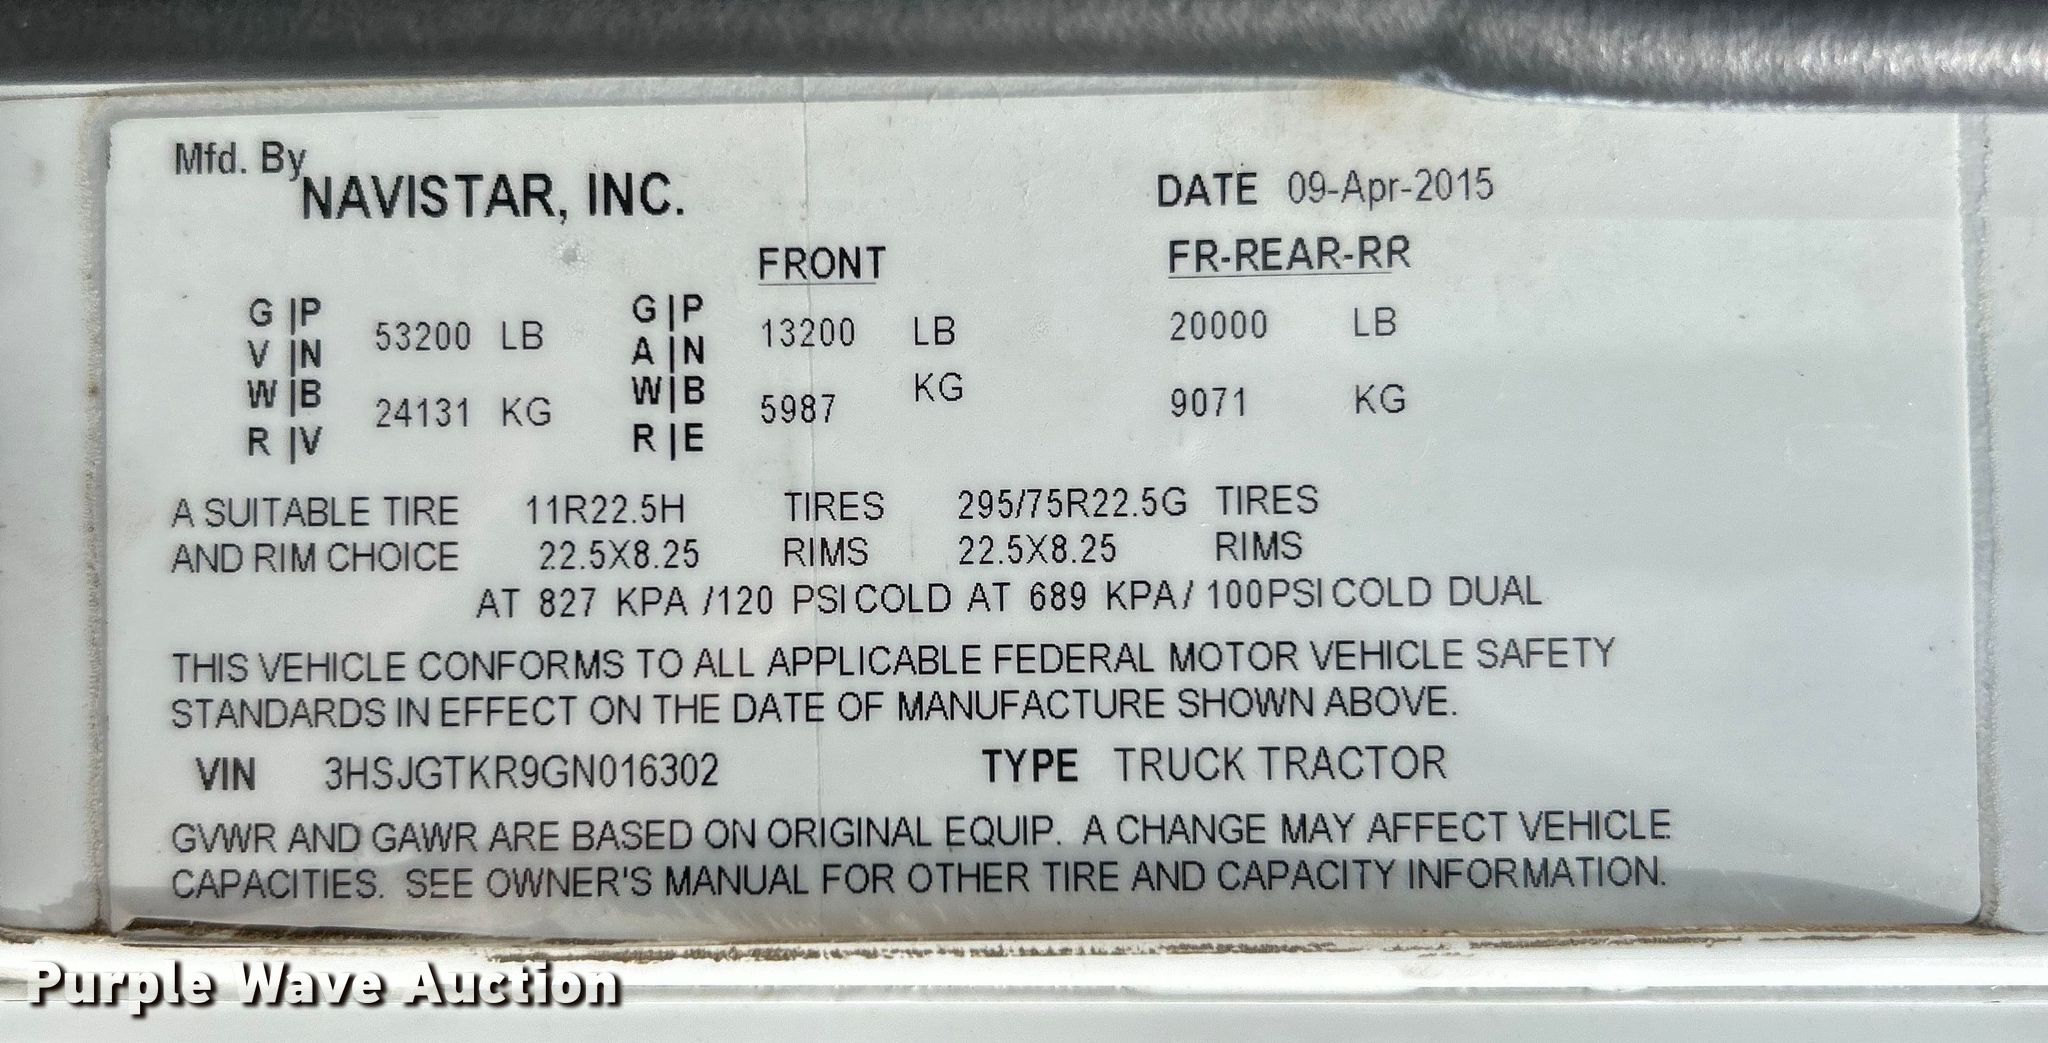 Mfd. By
NAVISTAR, INC.
DATE 09-Apr-2015
FRONT FR-REAR-RR
G|P G|P
V|N 53200 LB A|N 13200 LB 20000 LB
W|B 24131 KG W|B 5987 KG 9071 KG
R|V R|E
A SUITABLE TIRE 11R22.5H TIRES 295/75R22.5G TIRES
AND RIM CHOICE 22.5X8.25 RIMS 22.5X8.25 RIMS
AT 827 KPA /120 PSI COLD AT 689 KPA/ 100PSI COLD DUAL
THIS VEHICLE CONFORMS TO ALL APPLICABLE FEDERAL MOTOR VEHICLE SAFETY
STANDARDS IN EFFECT ON THE DATE OF MANUFACTURE SHOWN ABOVE.
VIN 3HSJGTKR9GN016302 TYPE TRUCK TRACTOR
GVWR AND GAWR ARE BASED ON ORIGINAL EQUIP. A CHANGE MAY AFFECT VEHICLE
CAPACITIES. SEE OWNER'S MANUAL FOR OTHER TIRE AND CAPACITY INFORMATION.
Purple Wave Auction